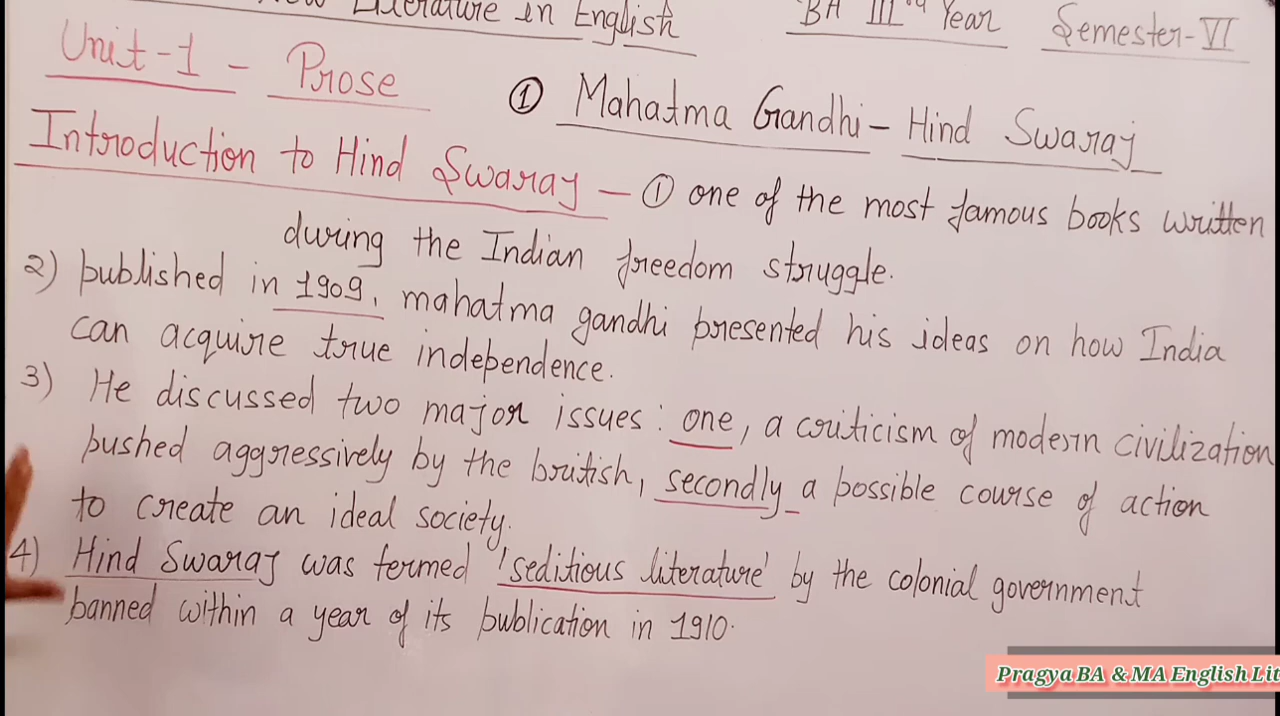 Literature in English BA IIIrd Year Semester-VI
Unit-1 - Prose
① Mahatma Gandhi - Hind Swaraj
Introduction to Hind Swaraj - ① one of the most famous books written
during the Indian freedom struggle.
2) published in 1909, mahatma gandhi presented his ideas on how India
can acquire true independence.
3) He discussed two major issues: one, a criticism of modern civilization
pushed aggressively by the british, secondly a possible course of action
to create an ideal society.
4) Hind Swaraj was termed 'seditious literature' by the colonial government
banned within a year of its publication in 1910.
Pragya BA & MA English Lit